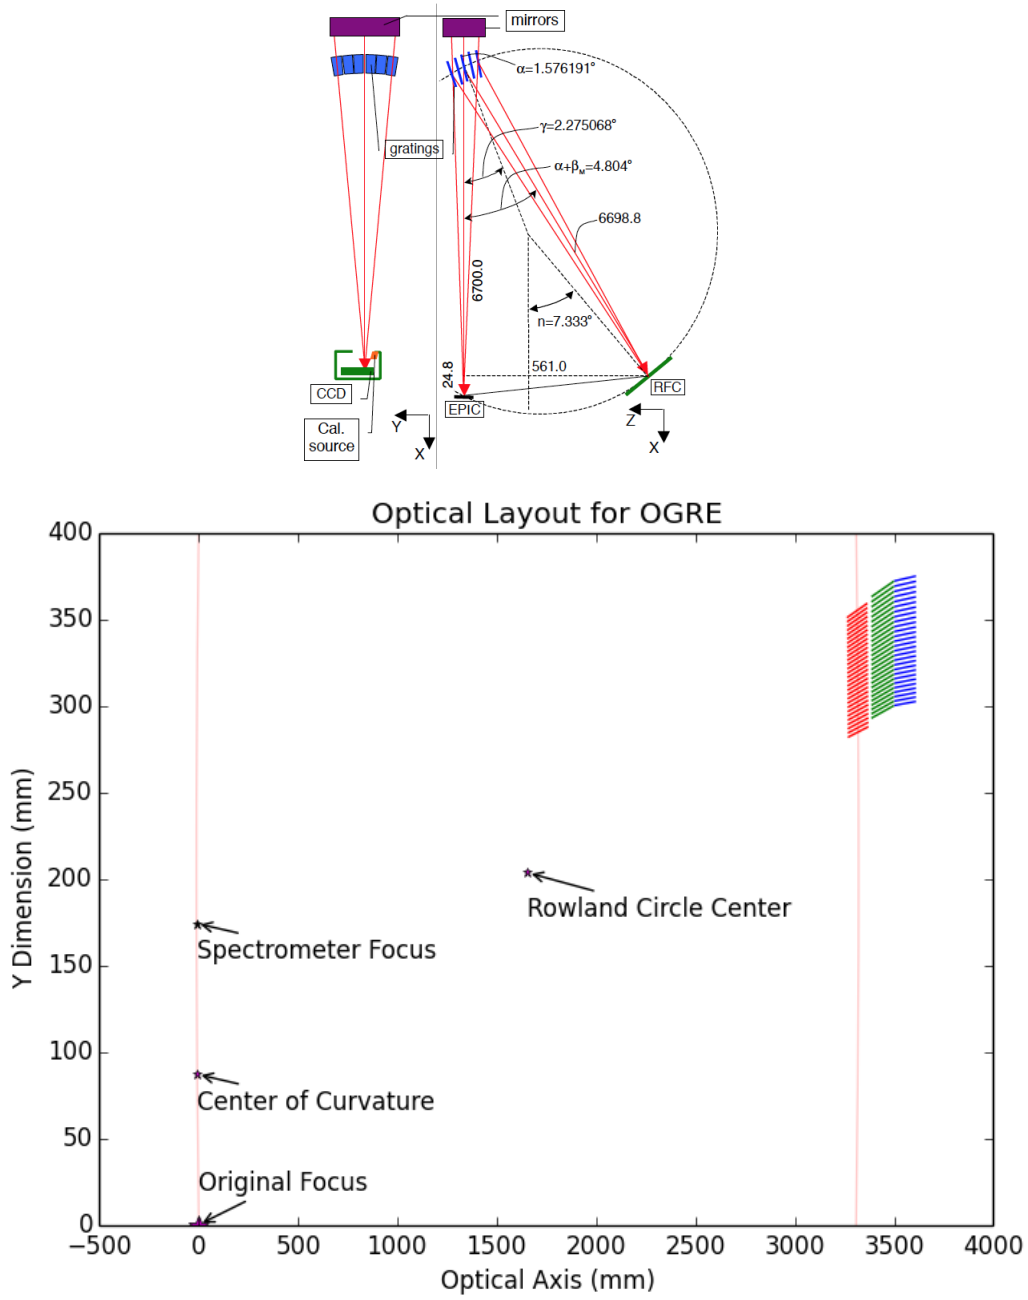 mirrors
α=1.576191°
γ=2.275068°
gratings
α+βM=4.804°
6698.8
6700.0
n=7.333°
561.0
24.8
RFC
CCD
EPIC
Cal.
source
Y
X
Z
X
Optical Layout for OGRE
400
350
300
250
200
150
100
50
0
Y Dimension (mm)
Rowland Circle Center
Spectrometer Focus
Center of Curvature
Original Focus
−500 0 500 1000 1500 2000 2500 3000 3500 4000
Optical Axis (mm)